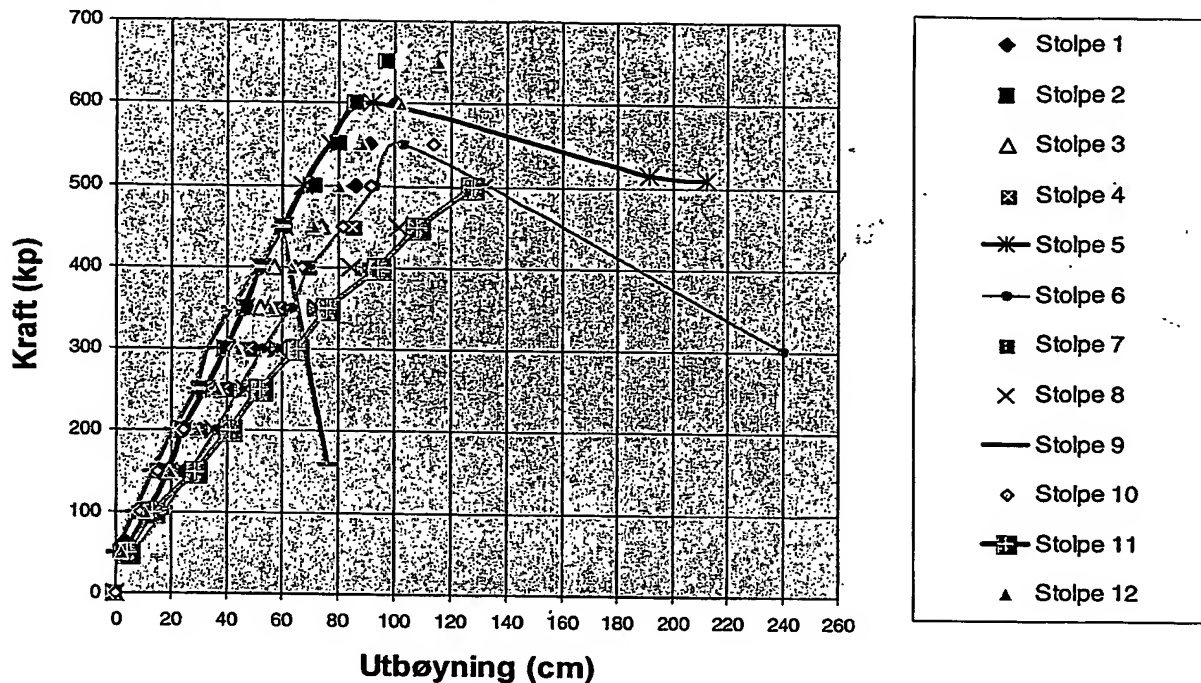 700
600
500
400
300
200
100
0
Kraft (kp)
0 20 40 60 80 100 120 140 160 180 200 220 240 260
Utbøyning (cm)
Stolpe 1
Stolpe 2
Stolpe 3
Stolpe 4
Stolpe 5
Stolpe 6
Stolpe 7
Stolpe 8
Stolpe 9
Stolpe 10
Stolpe 11
Stolpe 12